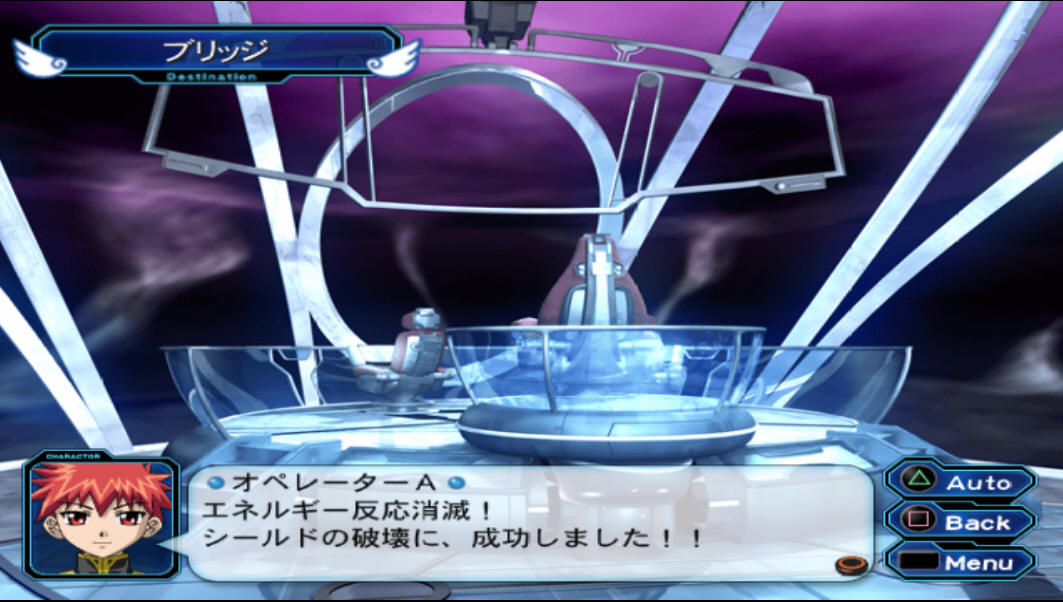 ブリッジ
Destination
CHARACTOR
オペレーターA
エネルギー反応消滅！
シールドの破壊に、成功しました！！
Auto
Back
Menu